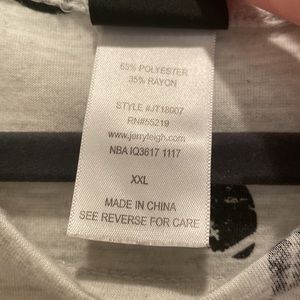 65% POLYESTER
35% RAYON
STYLE #JT18007
RN#55219
www.jerryleigh.com
NBA IQ3617 1117
XXL
MADE IN CHINA
SEE REVERSE FOR CARE